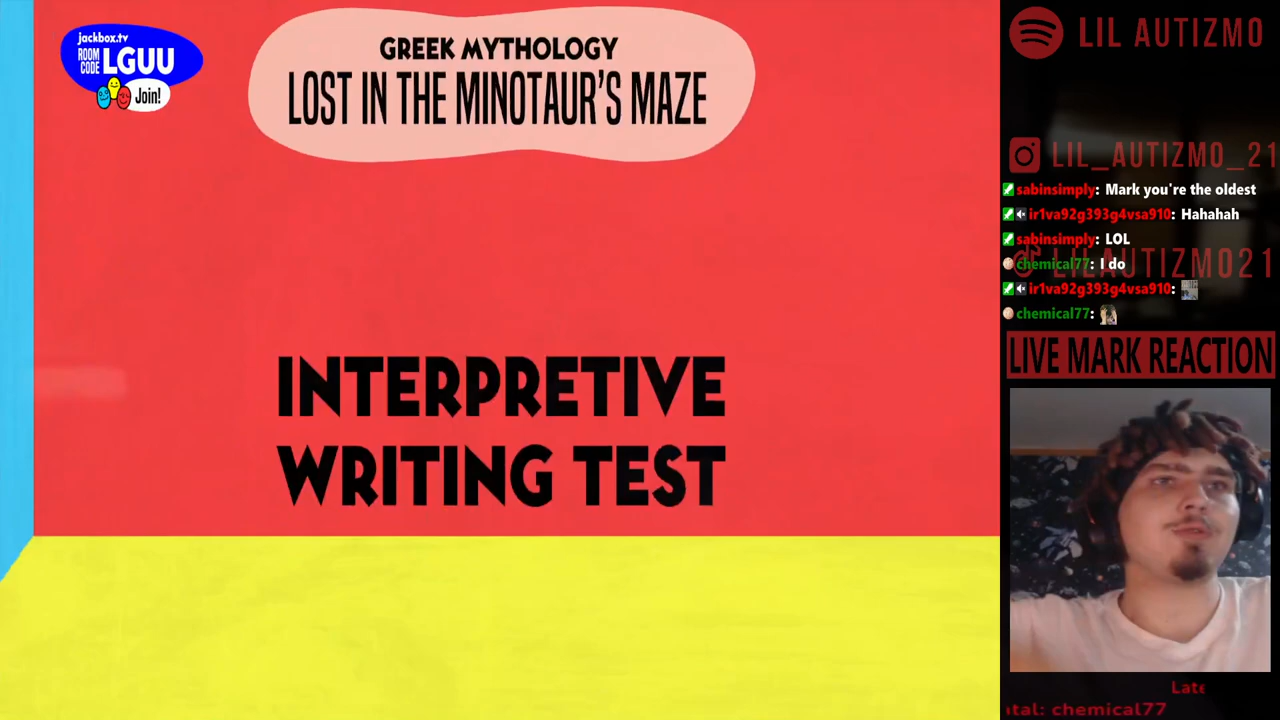 jackbox.tv
ROOM CODE LGUU
Join!
GREEK MYTHOLOGY
LOST IN THE MINOTAUR'S MAZE
INTERPRETIVE
WRITING TEST
LIL AUTIZMO
LIL_AUTIZMO_21
sabinsimply: Mark you're the oldest
ir1va92g393g4vsa910: Hahahah
sabinsimply: LOL
LILAUTIZMO21
chemical77: I do
ir1va92g393g4vsa910:
chemical77:
LIVE MARK REACTION
Late
tal: chemical77